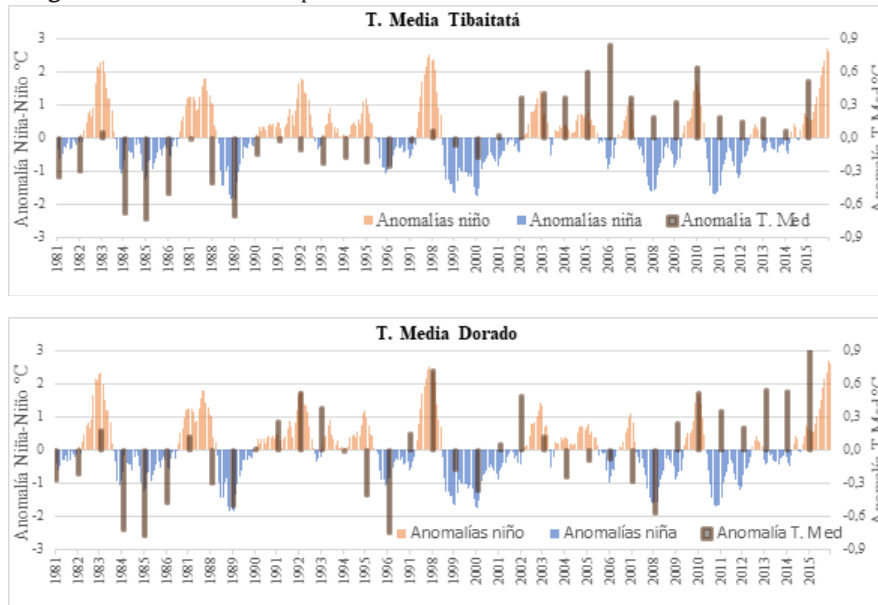 T. Media Tibaitatá
Anomalía Niña-Niño °C
3
2
1
0
-1
-2
-3
0,9
0,6
0,3
0,0
-0,3
-0,6
-0,9
Anomalía T. Med°C
Anomalías niño
Anomalías niña
Anomalía T. Med
1981 1982 1983 1984 1985 1986 1987 1988 1989 1990 1991 1992 1993 1994 1995 1996 1997 1998 1999 2000 2001 2002 2003 2004 2005 2006 2007 2008 2009 2010 2011 2012 2013 2014 2015
T. Media Dorado
Anomalía Niña-Niño °C
3
2
1
0
-1
-2
-3
0,9
0,6
0,3
0,0
-0,3
-0,6
-0,9
Anomalía T. Med°C
Anomalías niño
Anomalías niña
Anomalía T. Med
1981 1982 1983 1984 1985 1986 1987 1988 1989 1990 1991 1992 1993 1994 1995 1996 1997 1998 1999 2000 2001 2002 2003 2004 2005 2006 2007 2008 2009 2010 2011 2012 2013 2014 2015